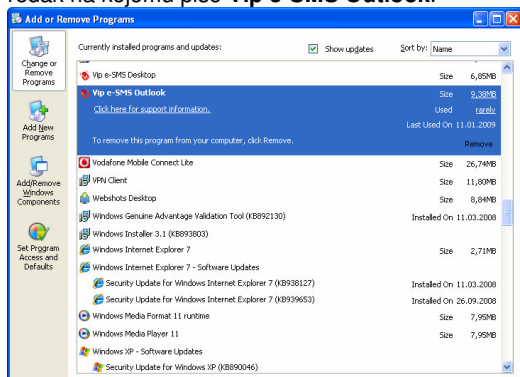 redak na kojemu piše Vip e-SMS Outlook.
Add or Remove Programs
Change or Remove Programs
Add New Programs
Add/Remove Windows Components
Set Program Access and Defaults
Currently installed programs and updates:
Show updates
Sort by: Name
Vip e-SMS Desktop Size 6,85MB
Vip e-SMS Outlook Size 9,38MB
Click here for support information. Used rarely
Last Used On 11.01.2009
To remove this program from your computer, click Remove. Remove
Vodafone Mobile Connect Lite Size 26,74MB
VPN Client Size 11,80MB
Webshots Desktop Size 8,84MB
Windows Genuine Advantage Validation Tool (KB892130) Installed On 11.03.2008
Windows Installer 3.1 (KB893803)
Windows Internet Explorer 7 Size 2,71MB
Windows Internet Explorer 7 - Software Updates
Security Update for Windows Internet Explorer 7 (KB938127) Installed On 11.03.2008
Security Update for Windows Internet Explorer 7 (KB939653) Installed On 26.09.2008
Windows Media Format 11 runtime Size 7,95MB
Windows Media Player 11 Size 7,95MB
Windows XP - Software Updates
Security Update for Windows XP (KB890046)